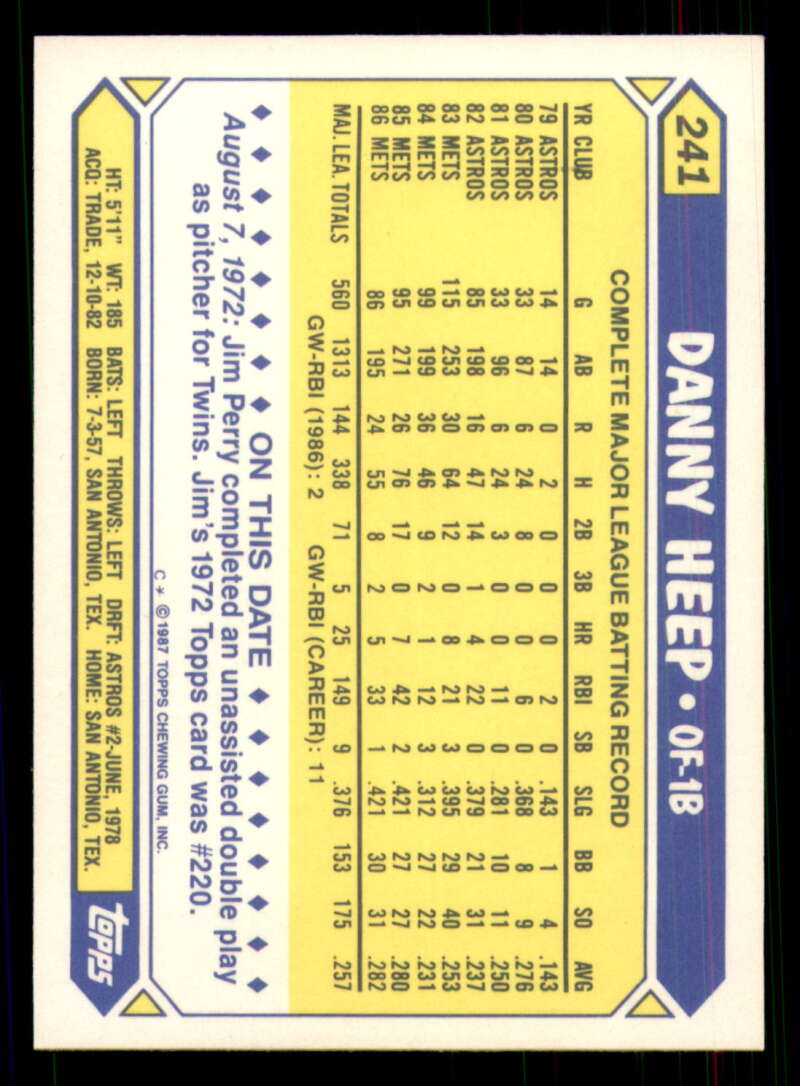 241
DANNY HEEP • OF-1B
COMPLETE MAJOR LEAGUE BATTING RECORD
YR CLUB G AB R H 2B 3B HR RBI SB SLG BB SO AVG
79 ASTROS 14 14 0 2 0 0 0 2 0 .143 1 4 .143
80 ASTROS 33 87 6 24 8 0 0 6 0 .368 8 9 .276
81 ASTROS 33 96 6 24 3 0 0 11 0 .281 10 11 .250
82 ASTROS 85 198 16 47 14 1 4 22 0 .379 21 31 .237
83 METS 115 253 30 64 12 0 8 21 3 .395 29 40 .253
84 METS 99 199 36 46 9 2 1 12 3 .312 27 22 .231
85 METS 95 271 26 76 17 0 7 42 2 .421 27 27 .280
86 METS 86 195 24 55 8 2 5 33 1 .421 30 31 .282
MAJ. LEA. TOTALS 560 1313 144 338 71 5 25 149 9 .376 153 175 .257
GW-RBI (1986): 2 GW-RBI (CAREER): 11
ON THIS DATE
August 7, 1972: Jim Perry completed an unassisted double play
as pitcher for Twins. Jim's 1972 Topps card was #220.
C * © 1987 TOPPS CHEWING GUM, INC.
HT: 5'11" WT: 185 BATS: LEFT THROWS: LEFT DRFT: ASTROS #2-JUNE, 1978
ACQ: TRADE, 12-10-82 BORN: 7-3-57, SAN ANTONIO, TEX. HOME: SAN ANTONIO, TEX.
topps